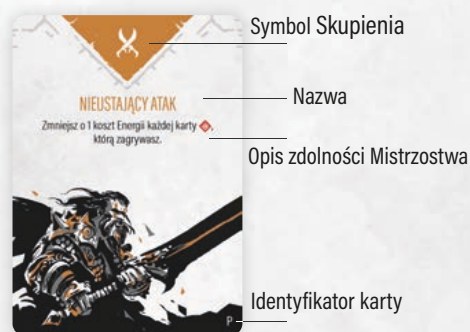 Symbol Skupienia
NIEUSTAJĄCY ATAK
Nazwa
Zmniejsz o 1 koszt Energii każdej karty ,
którą zagrywasz.
Opis zdolności Mistrzostwa
Identyfikator karty
P